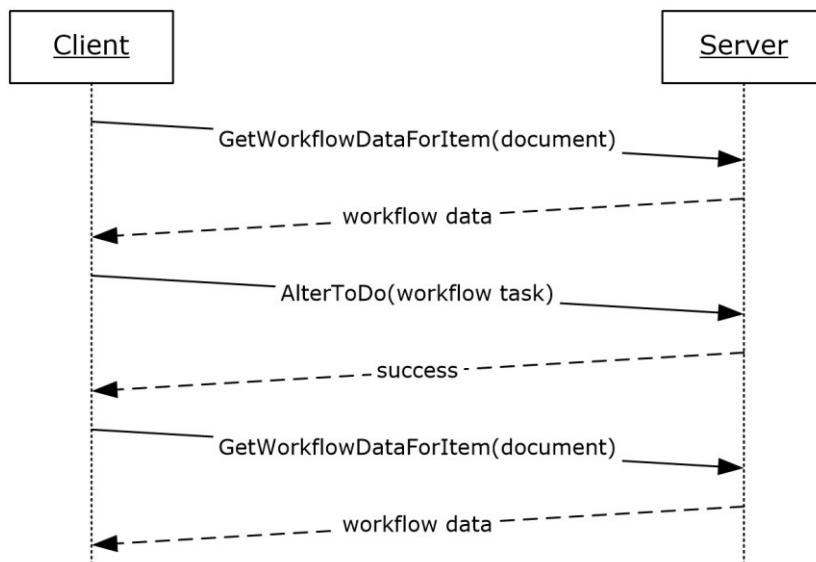 Client
Server
GetWorkflowDataForItem(document)
workflow data
AlterToDo(workflow task)
success
GetWorkflowDataForItem(document)
workflow data